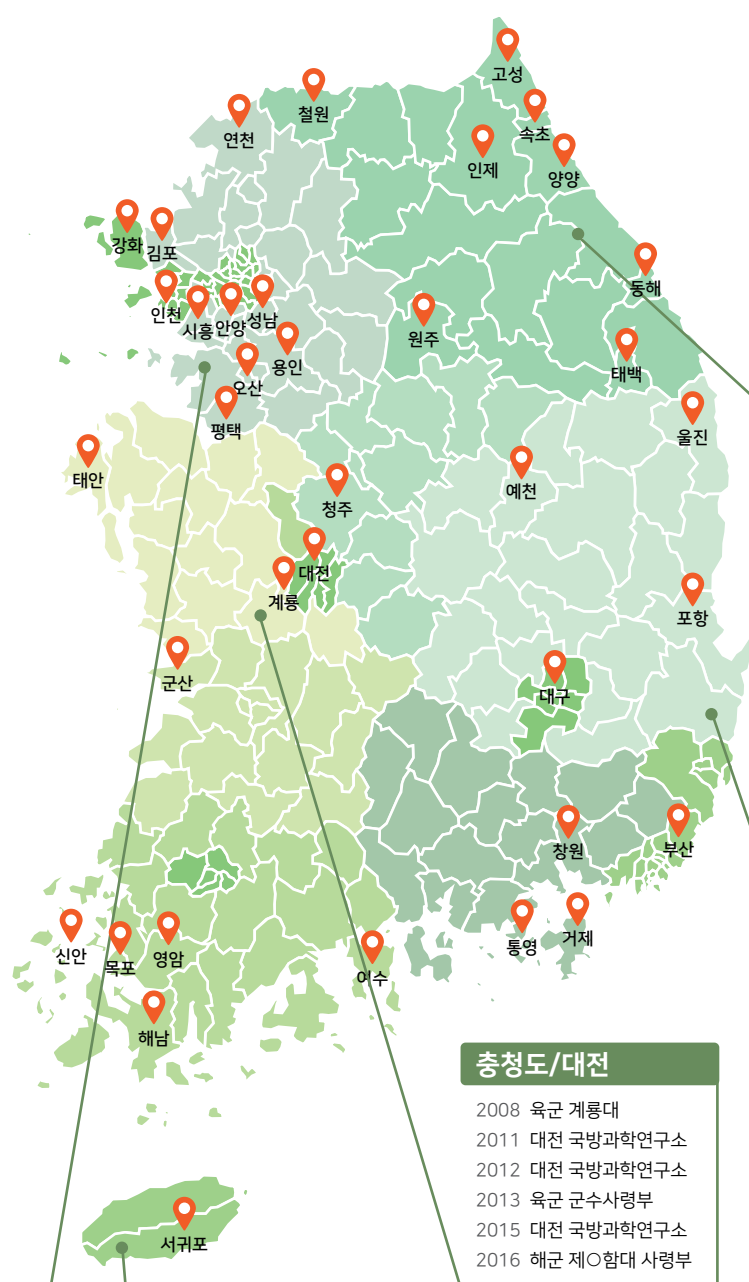 고성
철원
속초
연천
인제
양양
강화
김포
동해
인천
시흥
안양
성남
원주
용인
태백
오산
평택
울진
태안
예천
청주
대전
계룡
포항
군산
대구
창원
부산
신안
목포
영암
여수
통영
거제
해남
서귀포
충청도/대전
2008 육군 계룡대
2011 대전 국방과학연구소
2012 대전 국방과학연구소
2013 육군 군수사령부
2015 대전 국방과학연구소
2016 해군 제○함대 사령부